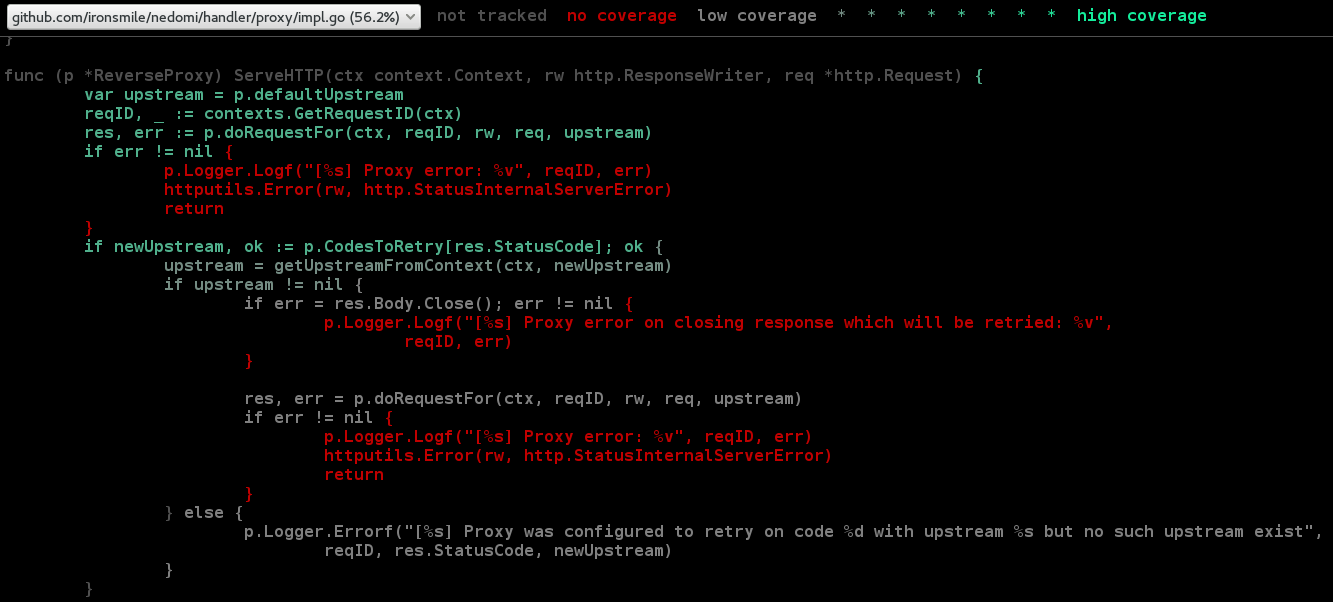 github.com/ironsmile/nedomi/handler/proxy/impl.go (56.2%) not tracked no coverage low coverage * * * * * * * * high coverage
}
func (p *ReverseProxy) ServeHTTP(ctx context.Context, rw http.ResponseWriter, req *http.Request) {
        var upstream = p.defaultUpstream
        reqID, _ := contexts.GetRequestID(ctx)
        res, err := p.doRequestFor(ctx, reqID, rw, req, upstream)
        if err != nil {
                p.Logger.Logf("[%s] Proxy error: %v", reqID, err)
                httputils.Error(rw, http.StatusInternalServerError)
                return
        }
        if newUpstream, ok := p.CodesToRetry[res.StatusCode]; ok {
                upstream = getUpstreamFromContext(ctx, newUpstream)
                if upstream != nil {
                        if err = res.Body.Close(); err != nil {
                                p.Logger.Logf("[%s] Proxy error on closing response which will be retried: %v",
                                        reqID, err)
                        }

                        res, err = p.doRequestFor(ctx, reqID, rw, req, upstream)
                        if err != nil {
                                p.Logger.Logf("[%s] Proxy error: %v", reqID, err)
                                httputils.Error(rw, http.StatusInternalServerError)
                                return
                        }
                } else {
                        p.Logger.Errorf("[%s] Proxy was configured to retry on code %d with upstream %s but no such upstream exist",
                                reqID, res.StatusCode, newUpstream)
                }
        }